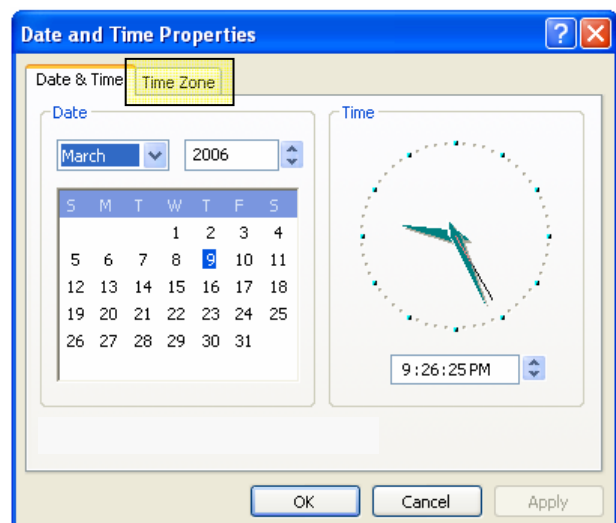 Date and Time Properties
Date & Time Time Zone
Date
March 2006
S M T W T F S
1 2 3 4
5 6 7 8 9 10 11
12 13 14 15 16 17 18
19 20 21 22 23 24 25
26 27 28 29 30 31
Time
9:26:25 PM
OK Cancel Apply